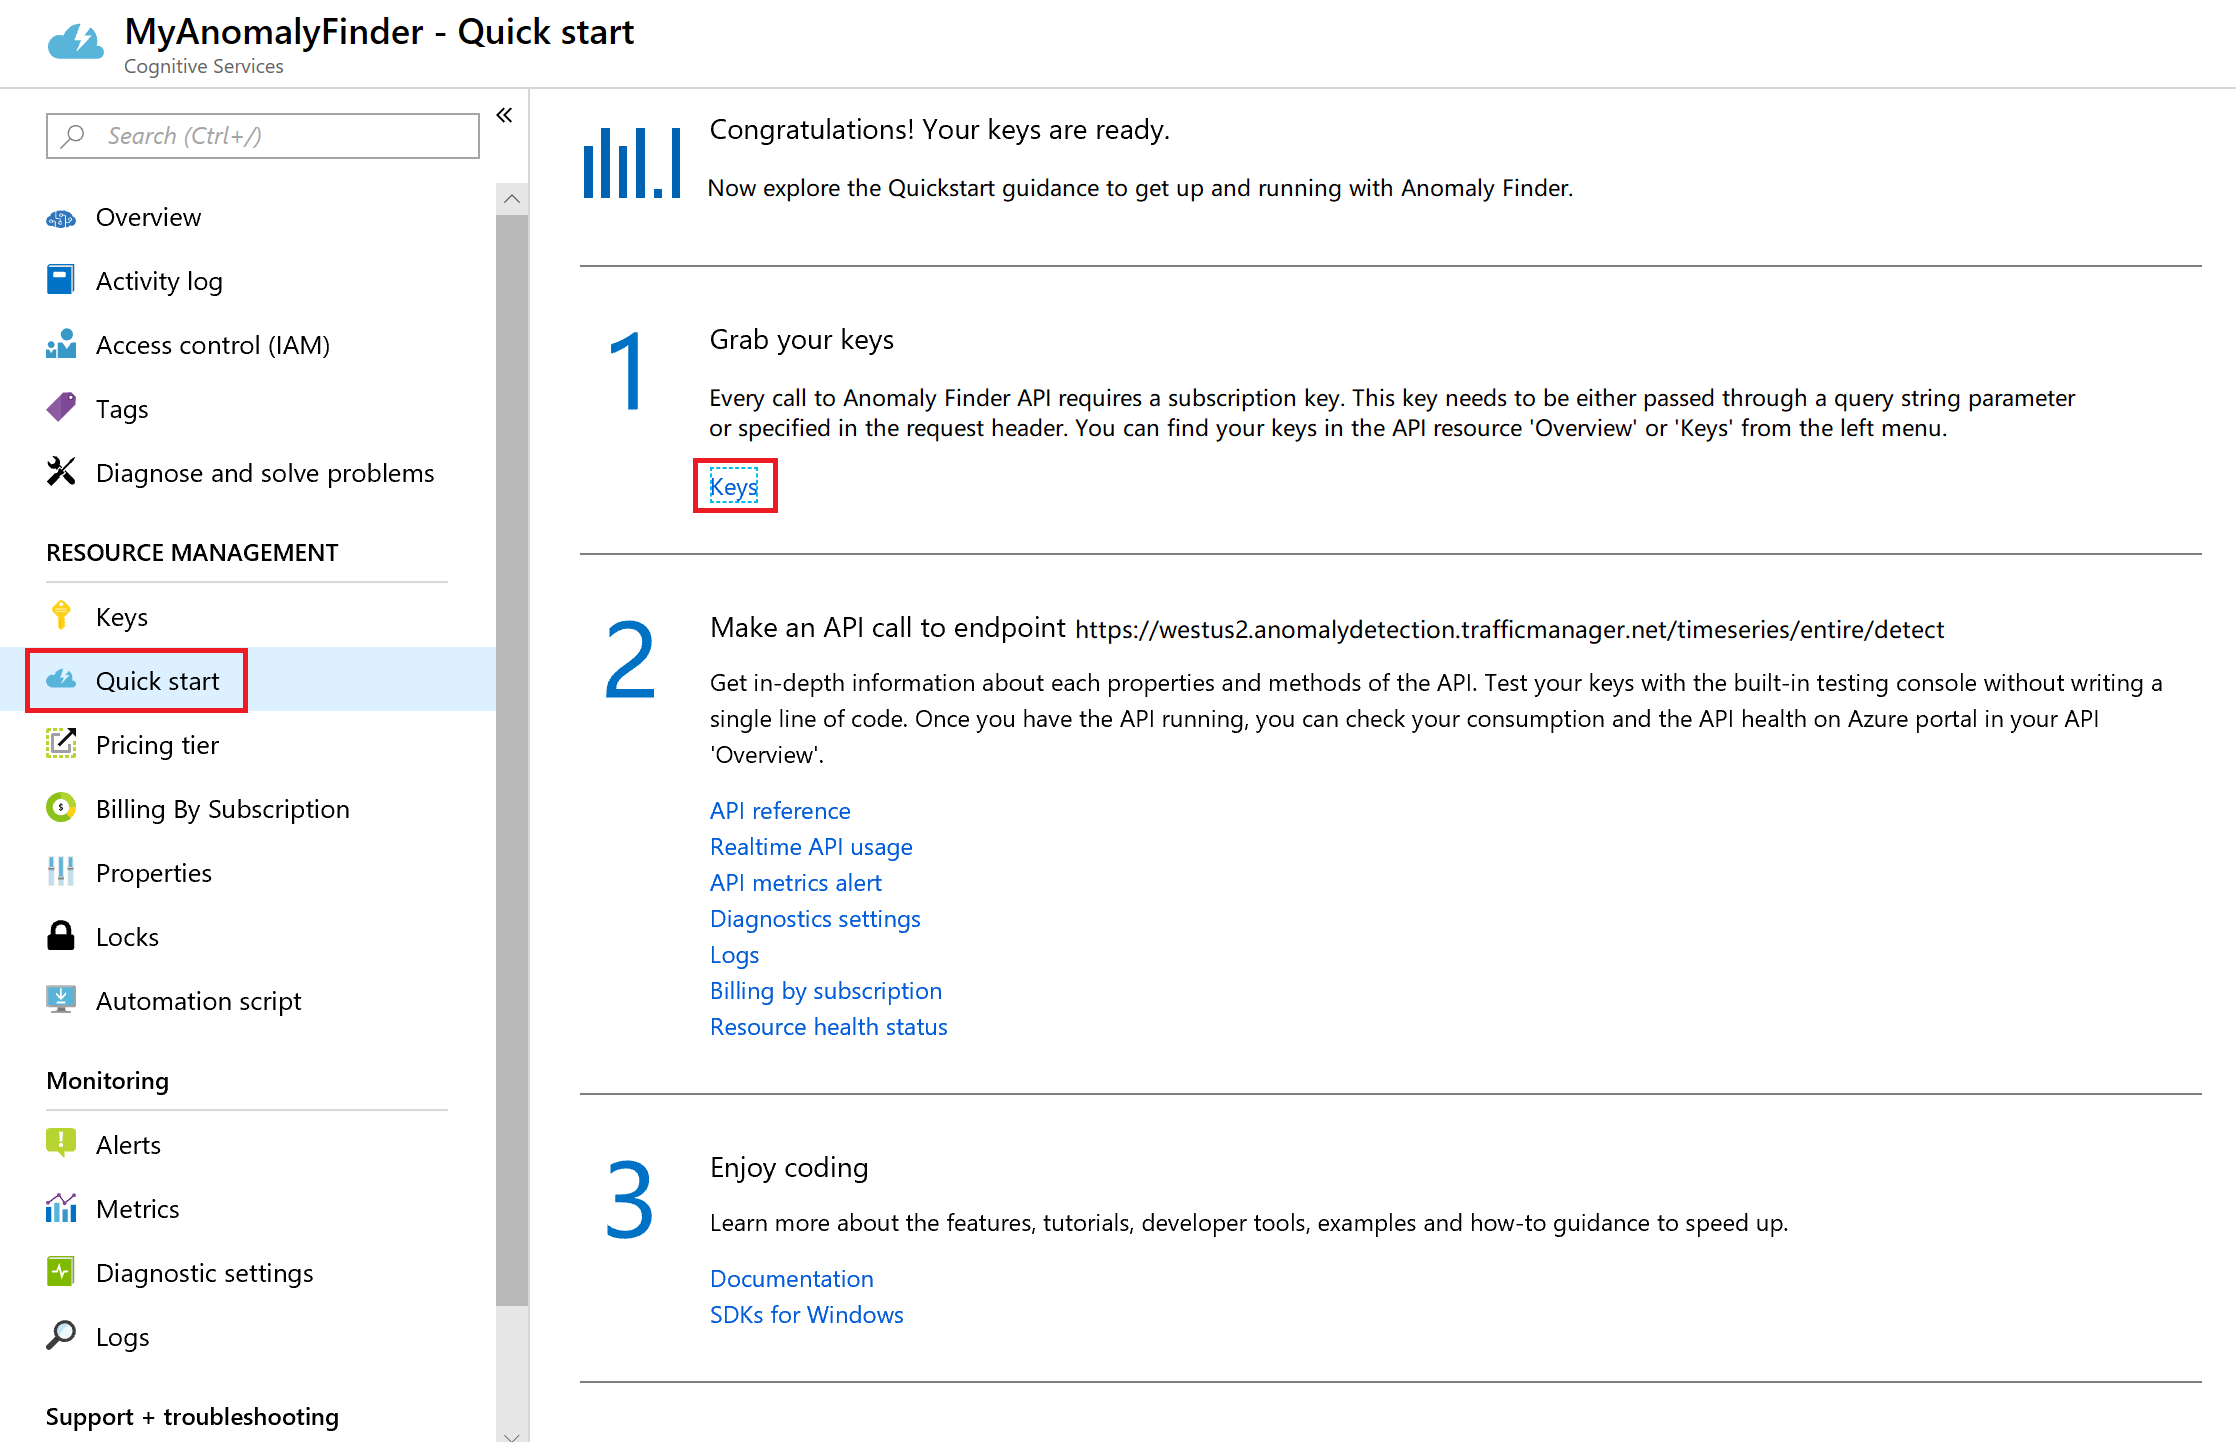 MyAnomalyFinder - Quick start
Cognitive Services
Search (Ctrl+/)
«
Overview
Activity log
Access control (IAM)
Tags
Diagnose and solve problems
RESOURCE MANAGEMENT
Keys
Quick start
Pricing tier
Billing By Subscription
Properties
Locks
Automation script
Monitoring
Alerts
Metrics
Diagnostic settings
Logs
Support + troubleshooting
Congratulations! Your keys are ready.
Now explore the Quickstart guidance to get up and running with Anomaly Finder.
1
Grab your keys
Every call to Anomaly Finder API requires a subscription key. This key needs to be either passed through a query string parameter
or specified in the request header. You can find your keys in the API resource 'Overview' or 'Keys' from the left menu.
Keys
2
Make an API call to endpoint https://westus2.anomalydetection.trafficmanager.net/timeseries/entire/detect
Get in-depth information about each properties and methods of the API. Test your keys with the built-in testing console without writing a
single line of code. Once you have the API running, you can check your consumption and the API health on Azure portal in your API
'Overview'.
API reference
Realtime API usage
API metrics alert
Diagnostics settings
Logs
Billing by subscription
Resource health status
3
Enjoy coding
Learn more about the features, tutorials, developer tools, examples and how-to guidance to speed up.
Documentation
SDKs for Windows